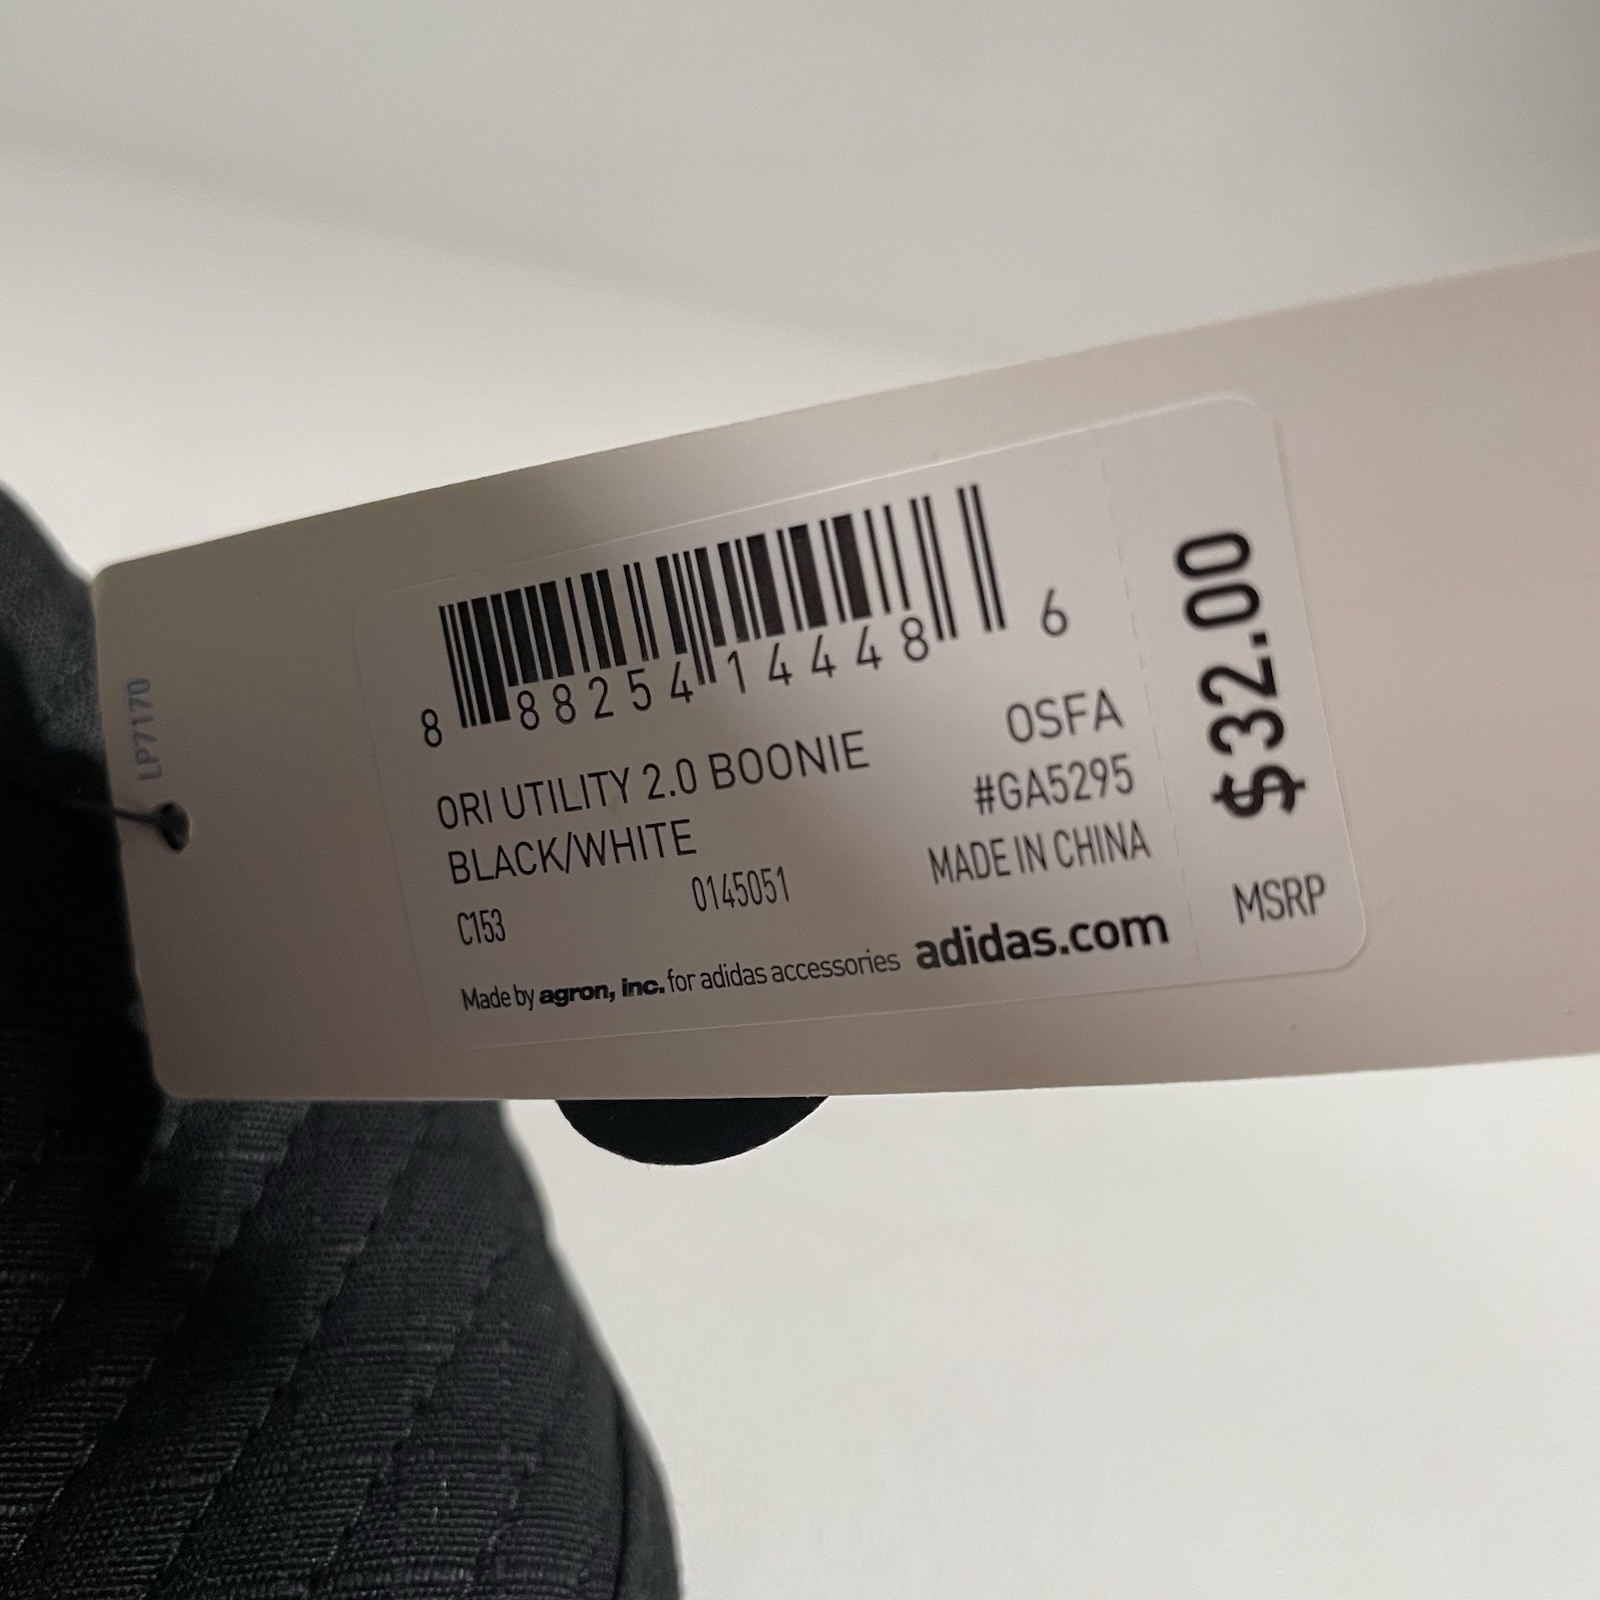 LP7170
8 88254 14448 6
ORI UTILITY 2.0 BOONIE
OSFA
BLACK/WHITE
#GA5295
C153
0145051
MADE IN CHINA
Made by agron, inc. for adidas accessories
adidas.com
$32.00
MSRP